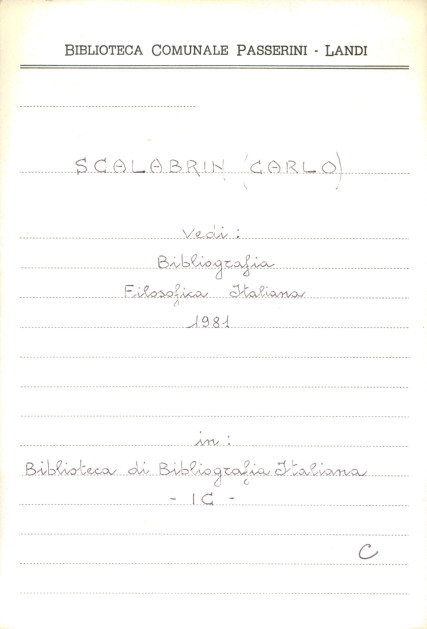 BIBLIOTECA COMUNALE PASSERINI - LANDI
SCALABRIN (CARLO)
Vedi:
Bibliografia
Filosofica Italiana
1981
in:
Biblioteca di Bibliografia Italiana
- IC -
C